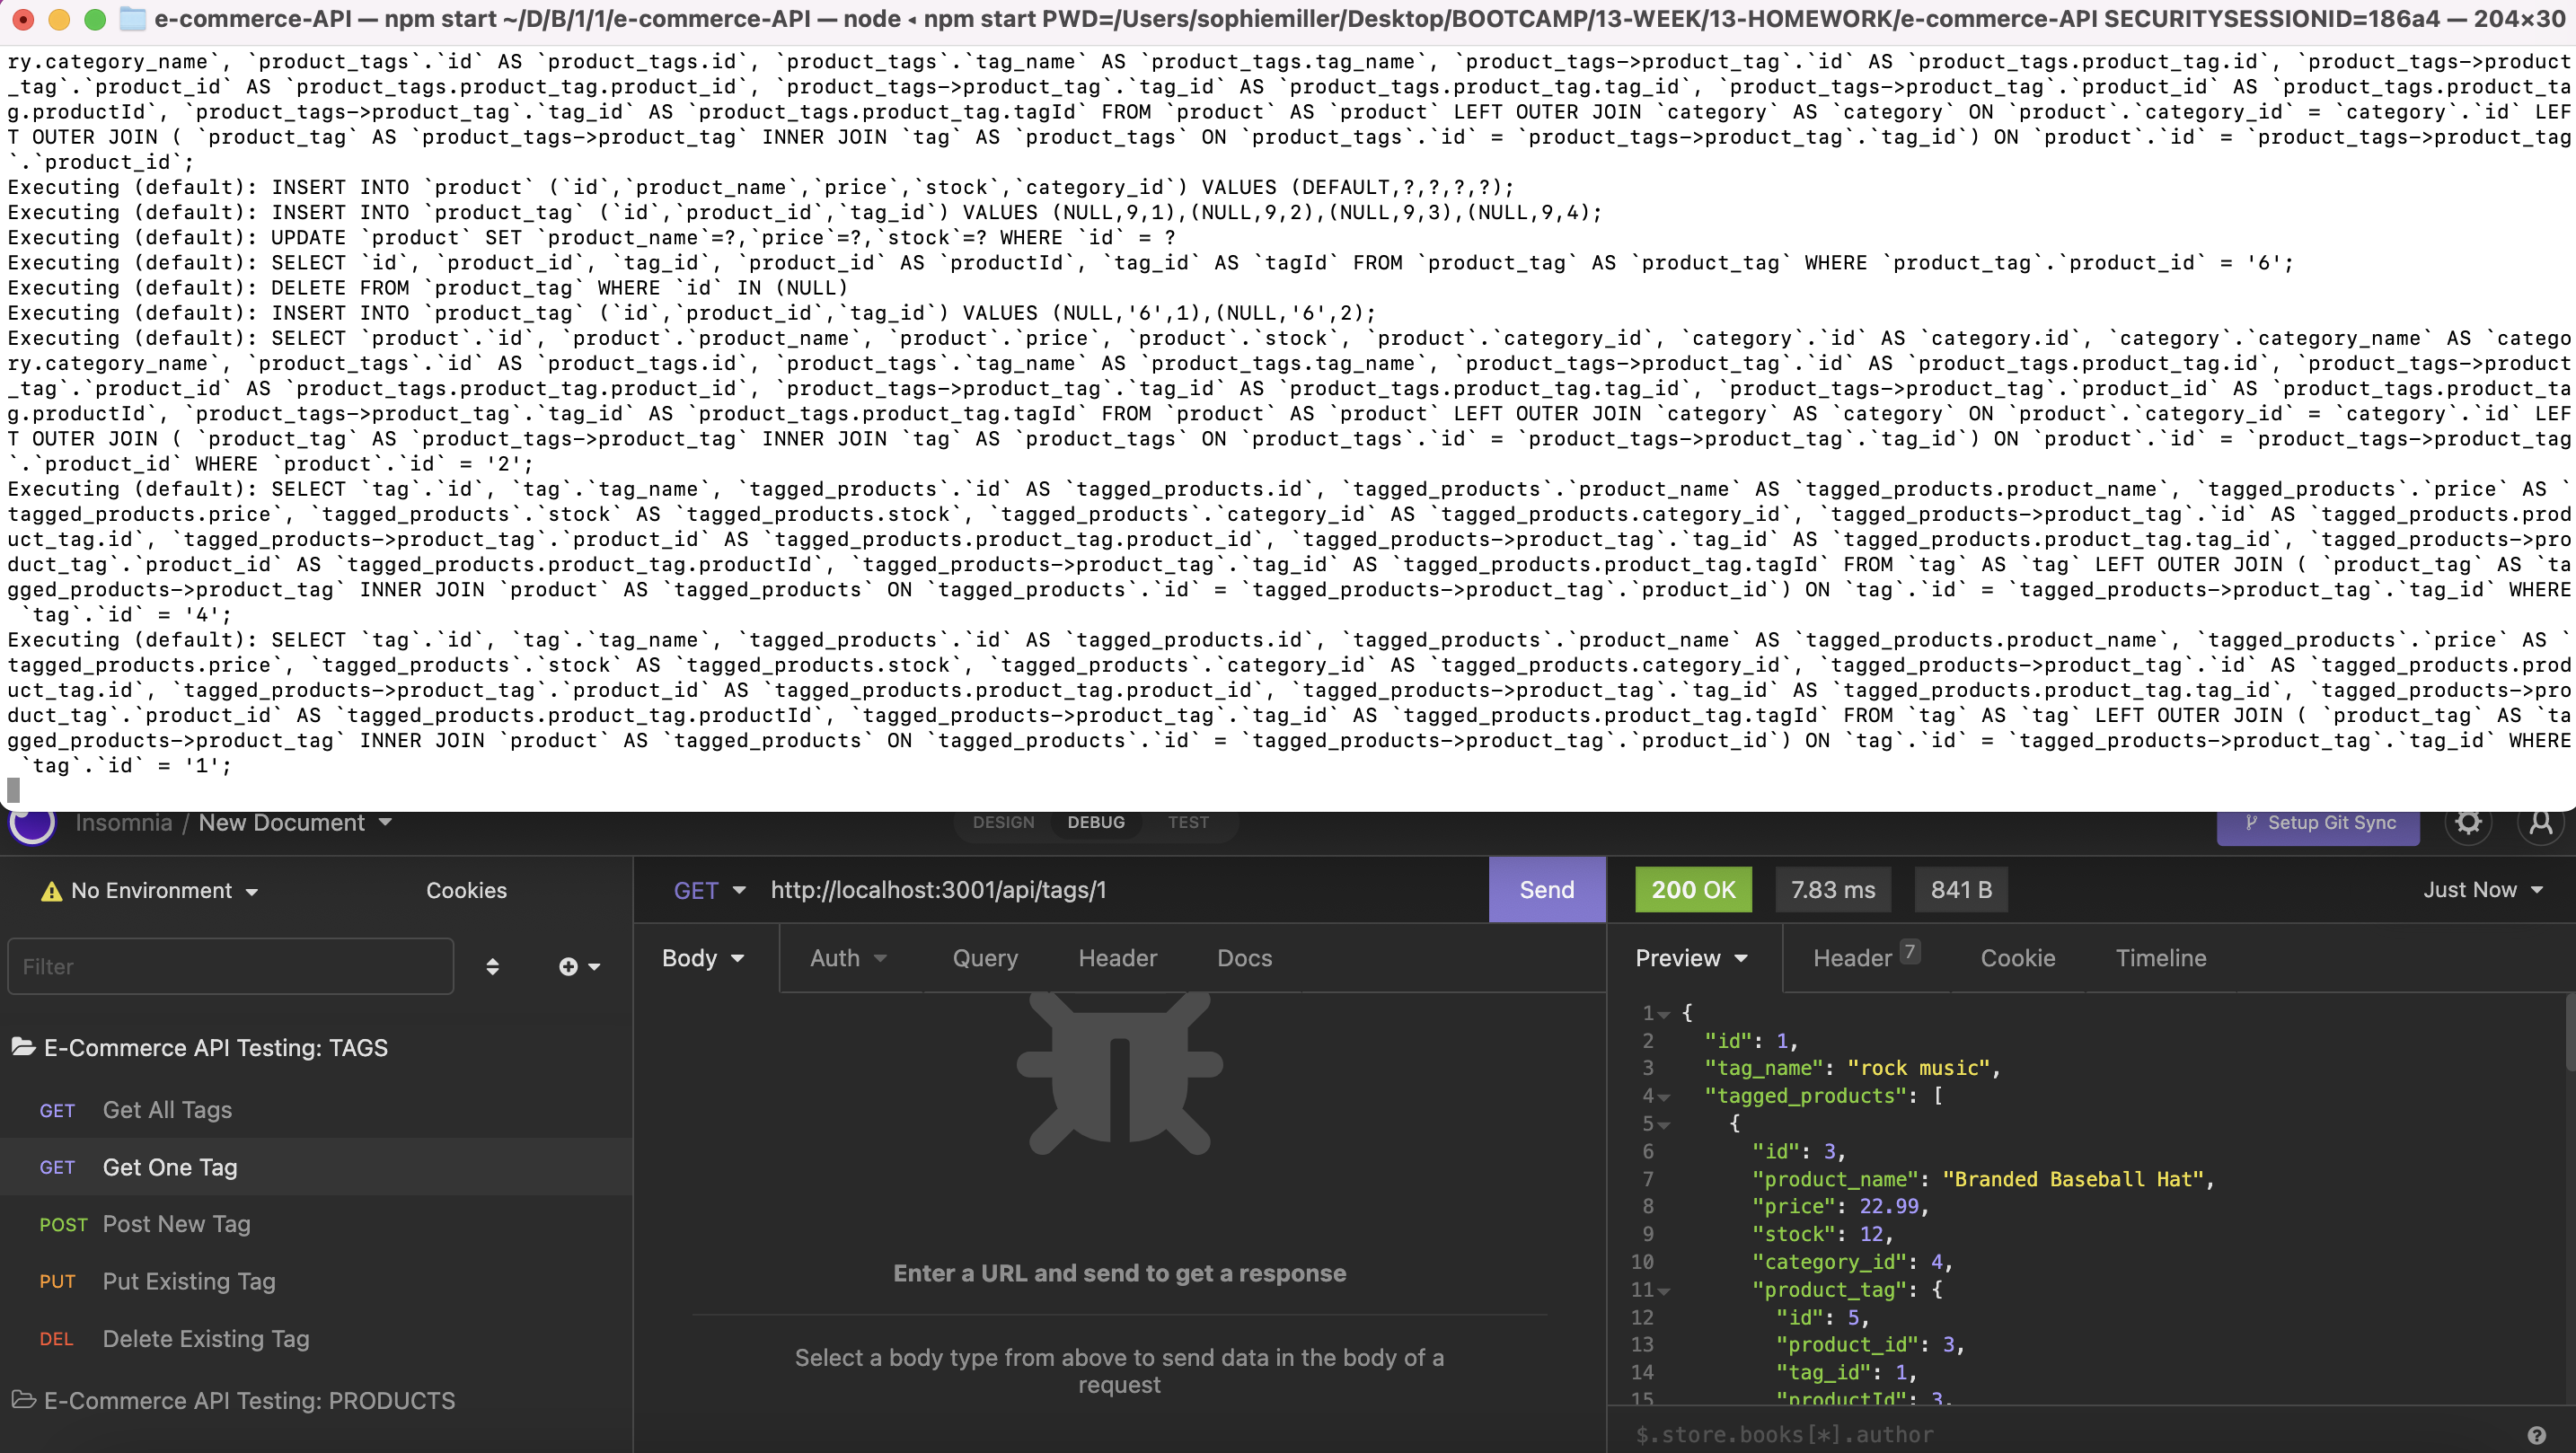 e-commerce-API — npm start ~/D/B/1/1/e-commerce-API — node ◂ npm start PWD=/Users/sophiemiller/Desktop/BOOTCAMP/13-WEEK/13-HOMEWORK/e-commerce-API SECURITYSESSIONID=186a4 — 204×30
ry.category_name`, `product_tags`.`id` AS `product_tags.id`, `product_tags`.`tag_name` AS `product_tags.tag_name`, `product_tags->product_tag`.`id` AS `product_tags.product_tag.id`, `product_tags->product
_tag`.`product_id` AS `product_tags.product_tag.product_id`, `product_tags->product_tag`.`tag_id` AS `product_tags.product_tag.tag_id`, `product_tags->product_tag`.`product_id` AS `product_tags.product_ta
g.productId`, `product_tags->product_tag`.`tag_id` AS `product_tags.product_tag.tagId` FROM `product` AS `product` LEFT OUTER JOIN `category` AS `category` ON `product`.`category_id` = `category`.`id` LEF
T OUTER JOIN ( `product_tag` AS `product_tags->product_tag` INNER JOIN `tag` AS `product_tags` ON `product_tags`.`id` = `product_tags->product_tag`.`tag_id`) ON `product`.`id` = `product_tags->product_tag
`.`product_id`;
Executing (default): INSERT INTO `product` (`id`,`product_name`,`price`,`stock`,`category_id`) VALUES (DEFAULT,?,?,?,?);
Executing (default): INSERT INTO `product_tag` (`id`,`product_id`,`tag_id`) VALUES (NULL,9,1),(NULL,9,2),(NULL,9,3),(NULL,9,4);
Executing (default): UPDATE `product` SET `product_name`=?,`price`=?,`stock`=? WHERE `id` = ?
Executing (default): SELECT `id`, `product_id`, `tag_id`, `product_id` AS `productId`, `tag_id` AS `tagId` FROM `product_tag` AS `product_tag` WHERE `product_tag`.`product_id` = '6';
Executing (default): DELETE FROM `product_tag` WHERE `id` IN (NULL)
Executing (default): INSERT INTO `product_tag` (`id`,`product_id`,`tag_id`) VALUES (NULL,'6',1),(NULL,'6',2);
Executing (default): SELECT `product`.`id`, `product`.`product_name`, `product`.`price`, `product`.`stock`, `product`.`category_id`, `category`.`id` AS `category.id`, `category`.`category_name` AS `catego
ry.category_name`, `product_tags`.`id` AS `product_tags.id`, `product_tags`.`tag_name` AS `product_tags.tag_name`, `product_tags->product_tag`.`id` AS `product_tags.product_tag.id`, `product_tags->product
_tag`.`product_id` AS `product_tags.product_tag.product_id`, `product_tags->product_tag`.`tag_id` AS `product_tags.product_tag.tag_id`, `product_tags->product_tag`.`product_id` AS `product_tags.product_ta
g.productId`, `product_tags->product_tag`.`tag_id` AS `product_tags.product_tag.tagId` FROM `product` AS `product` LEFT OUTER JOIN `category` AS `category` ON `product`.`category_id` = `category`.`id` LEF
T OUTER JOIN ( `product_tag` AS `product_tags->product_tag` INNER JOIN `tag` AS `product_tags` ON `product_tags`.`id` = `product_tags->product_tag`.`tag_id`) ON `product`.`id` = `product_tags->product_tag
`.`product_id` WHERE `product`.`id` = '2';
Executing (default): SELECT `tag`.`id`, `tag`.`tag_name`, `tagged_products`.`id` AS `tagged_products.id`, `tagged_products`.`product_name` AS `tagged_products.product_name`, `tagged_products`.`price` AS `
tagged_products.price`, `tagged_products`.`stock` AS `tagged_products.stock`, `tagged_products`.`category_id` AS `tagged_products.category_id`, `tagged_products->product_tag`.`id` AS `tagged_products.prod
uct_tag.id`, `tagged_products->product_tag`.`product_id` AS `tagged_products.product_tag.product_id`, `tagged_products->product_tag`.`tag_id` AS `tagged_products.product_tag.tag_id`, `tagged_products->pro
duct_tag`.`product_id` AS `tagged_products.product_tag.productId`, `tagged_products->product_tag`.`tag_id` AS `tagged_products.product_tag.tagId` FROM `tag` AS `tag` LEFT OUTER JOIN ( `product_tag` AS `ta
gged_products->product_tag` INNER JOIN `product` AS `tagged_products` ON `tagged_products`.`id` = `tagged_products->product_tag`.`product_id`) ON `tag`.`id` = `tagged_products->product_tag`.`tag_id` WHERE
 `tag`.`id` = '4';
Executing (default): SELECT `tag`.`id`, `tag`.`tag_name`, `tagged_products`.`id` AS `tagged_products.id`, `tagged_products`.`product_name` AS `tagged_products.product_name`, `tagged_products`.`price` AS `
tagged_products.price`, `tagged_products`.`stock` AS `tagged_products.stock`, `tagged_products`.`category_id` AS `tagged_products.category_id`, `tagged_products->product_tag`.`id` AS `tagged_products.prod
uct_tag.id`, `tagged_products->product_tag`.`product_id` AS `tagged_products.product_tag.product_id`, `tagged_products->product_tag`.`tag_id` AS `tagged_products.product_tag.tag_id`, `tagged_products->pro
duct_tag`.`product_id` AS `tagged_products.product_tag.productId`, `tagged_products->product_tag`.`tag_id` AS `tagged_products.product_tag.tagId` FROM `tag` AS `tag` LEFT OUTER JOIN ( `product_tag` AS `ta
gged_products->product_tag` INNER JOIN `product` AS `tagged_products` ON `tagged_products`.`id` = `tagged_products->product_tag`.`product_id`) ON `tag`.`id` = `tagged_products->product_tag`.`tag_id` WHERE
 `tag`.`id` = '1';
Insomnia / New Document
DESIGN DEBUG TEST
Setup Git Sync
No Environment Cookies
Filter
E-Commerce API Testing: TAGS
GET Get All Tags
GET Get One Tag
POST Post New Tag
PUT Put Existing Tag
DEL Delete Existing Tag
E-Commerce API Testing: PRODUCTS
GET http://localhost:3001/api/tags/1 Send
Body Auth Query Header Docs
Enter a URL and send to get a response
Select a body type from above to send data in the body of a
request
200 OK 7.83 ms 841 B Just Now
Preview Header 7 Cookie Timeline
1 {
2 "id": 1,
3 "tag_name": "rock music",
4 "tagged_products": [
5 {
6 "id": 3,
7 "product_name": "Branded Baseball Hat",
8 "price": 22.99,
9 "stock": 12,
10 "category_id": 4,
11 "product_tag": {
12 "id": 5,
13 "product_id": 3,
14 "tag_id": 1,
15 "productId": 3,
$.store.books[*].author